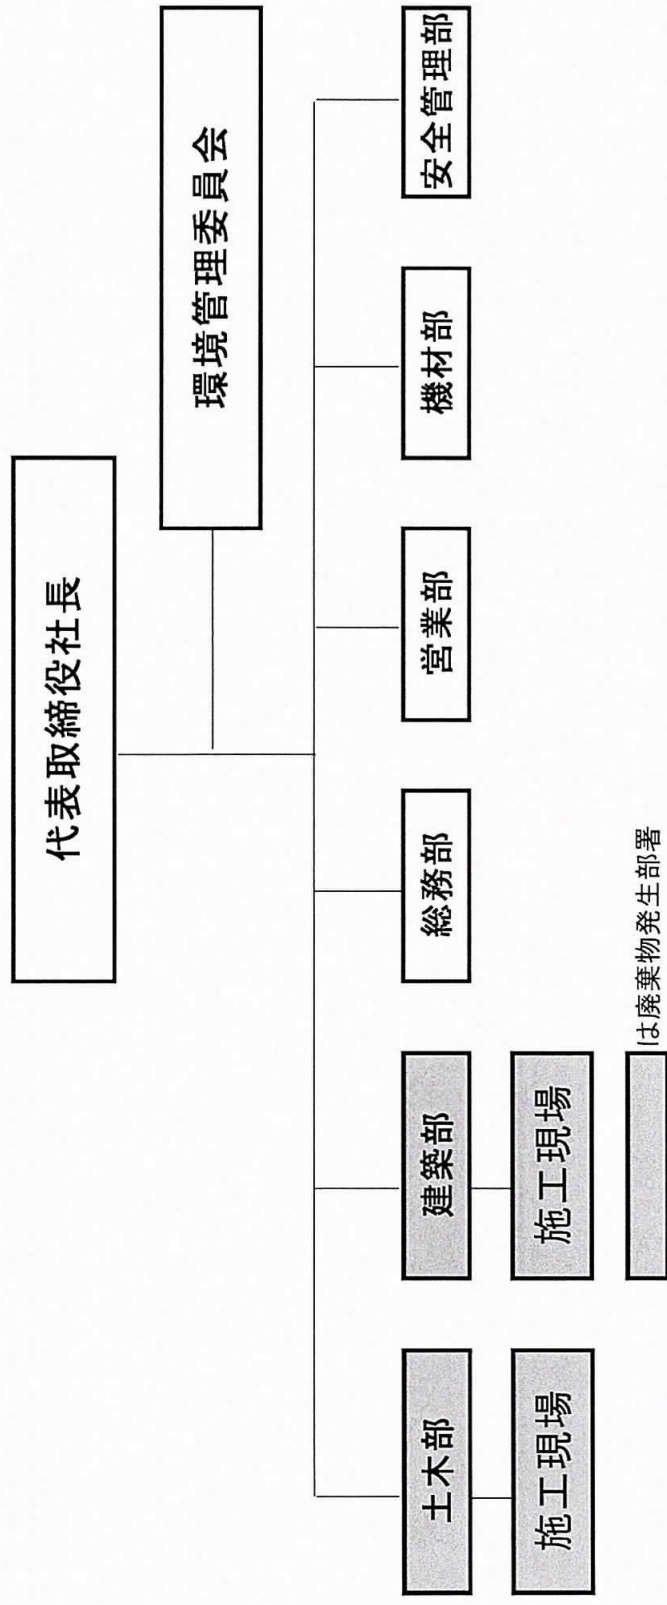 代表取締役社長
環境管理委員会
土木部
建築部
総務部
営業部
機材部
安全管理部
施工現場
施工現場
は廃棄物発生部署